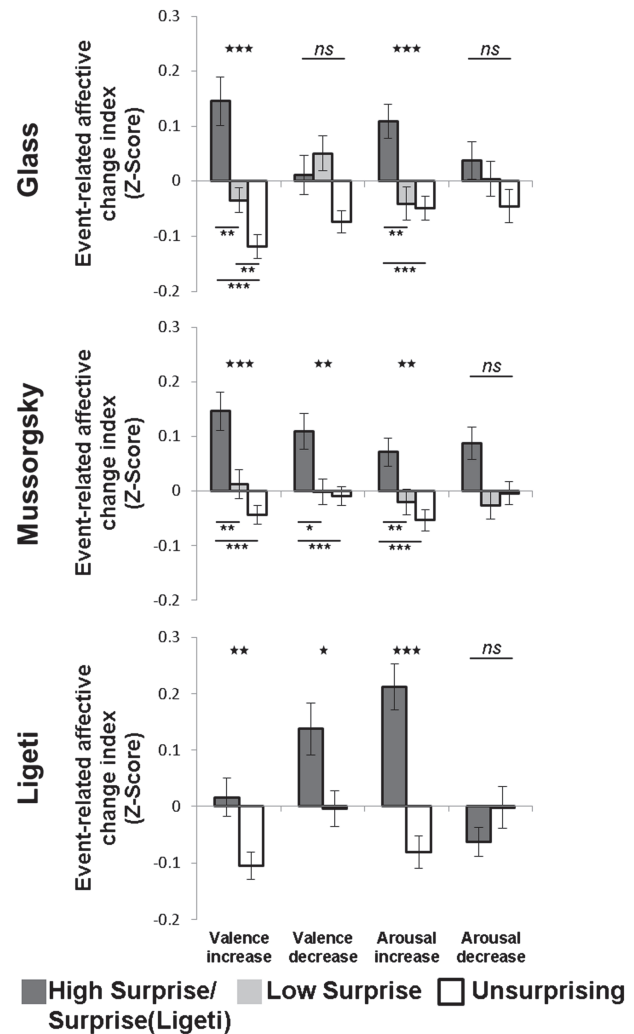 Glass
Event-related affective
change index
(Z-Score)
0.3
0.2
0.1
0
-0.1
-0.2
★★★
ns
★★★
ns
**
**
***
**
***
Mussorgsky
Event-related affective
change index
(Z-Score)
0.3
0.2
0.1
0
-0.1
-0.2
★★★
★★
★★
ns
**
***
*
***
**
***
Ligeti
Event-related affective
change index
(Z-Score)
0.3
0.2
0.1
0
-0.1
-0.2
★★
★
★★★
ns
Valence
increase
Valence
decrease
Arousal
increase
Arousal
decrease
High Surprise/
Surprise(Ligeti)
Low Surprise
Unsurprising